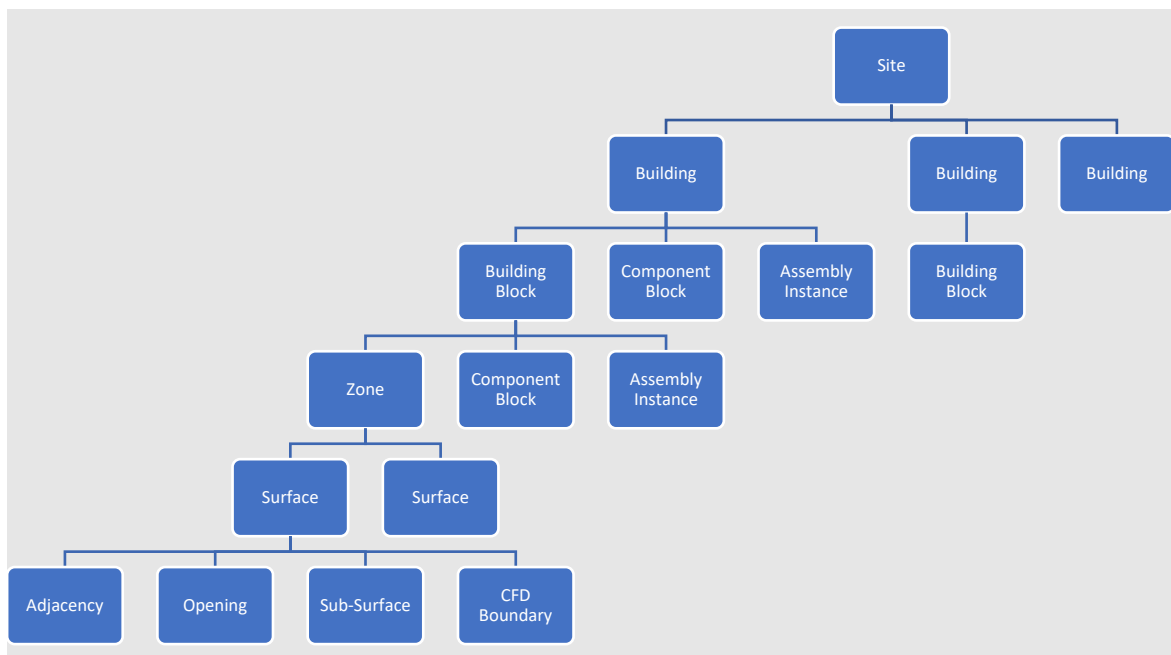 Site
Building
Building
Building
Building
Block
Component
Block
Assembly
Instance
Building
Block
Zone
Component
Block
Assembly
Instance
Surface
Surface
Adjacency
Opening
Sub-Surface
CFD
Boundary